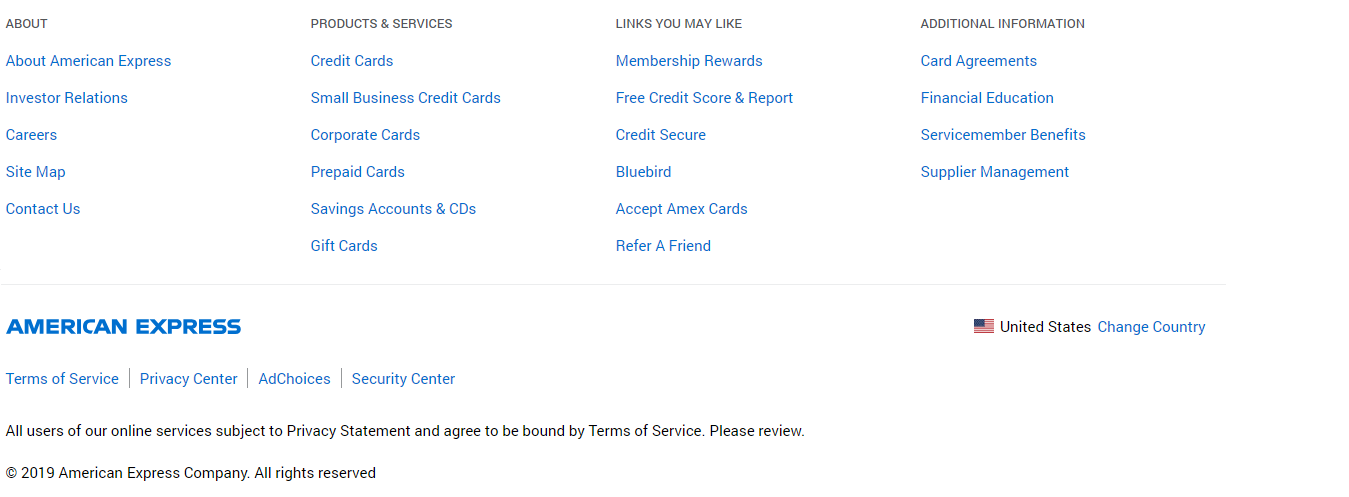 ABOUT
About American Express
Investor Relations
Careers
Site Map
Contact Us
PRODUCTS & SERVICES
Credit Cards
Small Business Credit Cards
Corporate Cards
Prepaid Cards
Savings Accounts & CDs
Gift Cards
LINKS YOU MAY LIKE
Membership Rewards
Free Credit Score & Report
Credit Secure
Bluebird
Accept Amex Cards
Refer A Friend
ADDITIONAL INFORMATION
Card Agreements
Financial Education
Servicemember Benefits
Supplier Management
AMERICAN EXPRESS
United States Change Country
Terms of Service
Privacy Center
AdChoices
Security Center
All users of our online services subject to Privacy Statement and agree to be bound by Terms of Service. Please review.
© 2019 American Express Company. All rights reserved